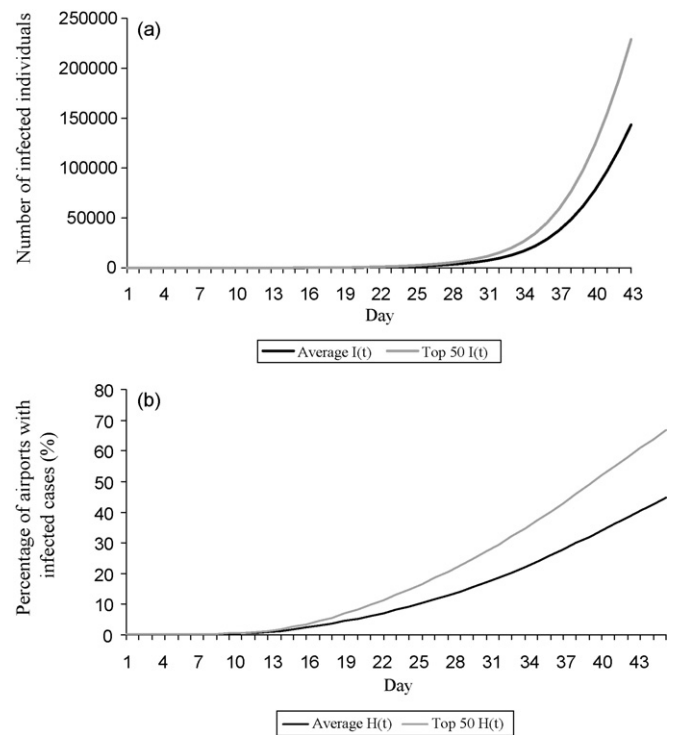 (a)
Number of infected individuals
250000
200000
150000
100000
50000
0
1 4 7 10 13 16 19 22 25 28 31 34 37 40 43
Day
Average I(t) Top 50 I(t)
(b)
Percentage of airports with
infected cases (%)
80
70
60
50
40
30
20
10
0
1 4 7 10 13 16 19 22 25 28 31 34 37 40 43
Day
Average H(t) Top 50 H(t)